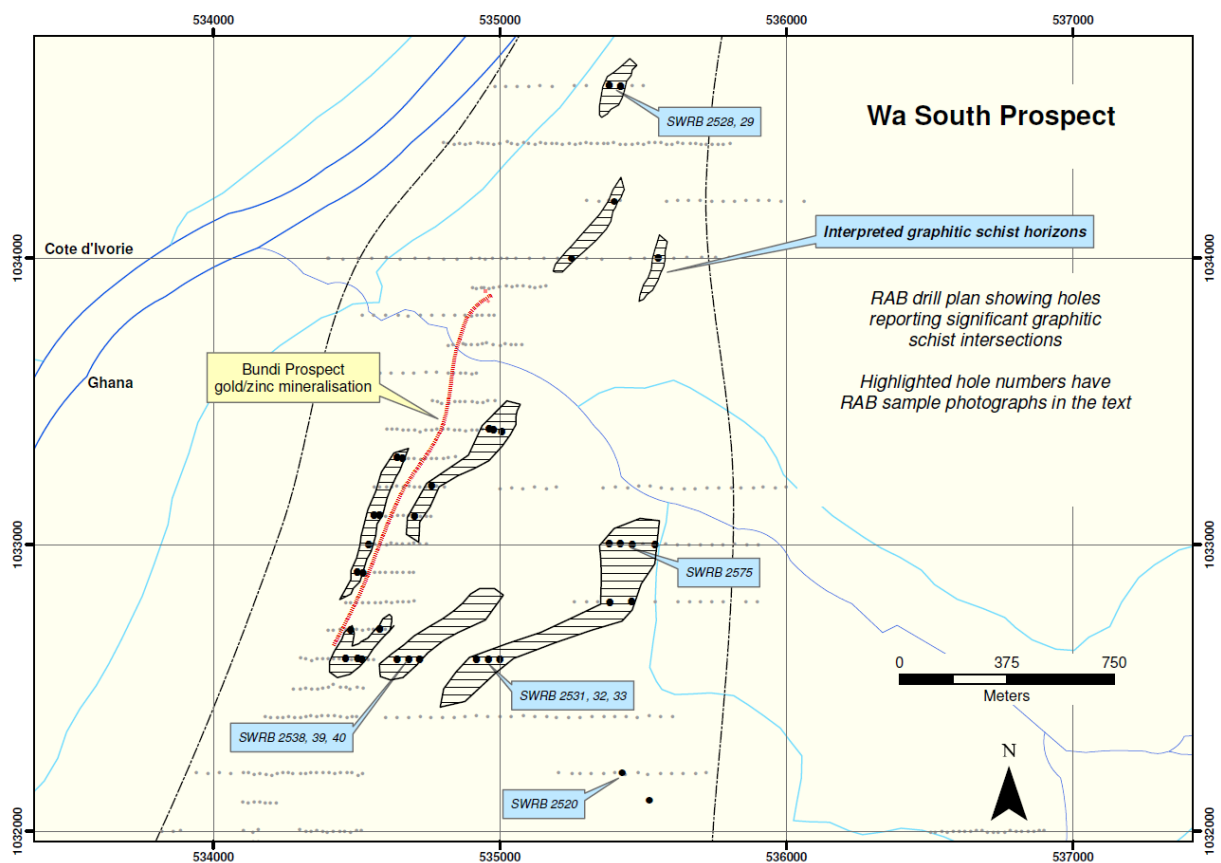 534000
535000
536000
537000
Wa South Prospect
SWRB 2528, 29
1034000
Cote d'Ivorie
Interpreted graphitic schist horizons
1034000
RAB drill plan showing holes
reporting significant graphitic
schist intersections
Bundi Prospect
gold/zinc mineralisation
Ghana
Highlighted hole numbers have
RAB sample photographs in the text
1033000
SWRB 2575
1033000
0
375
750
Meters
SWRB 2531, 32, 33
SWRB 2538, 39, 40
N
SWRB 2520
1032000
1032000
534000
535000
536000
537000